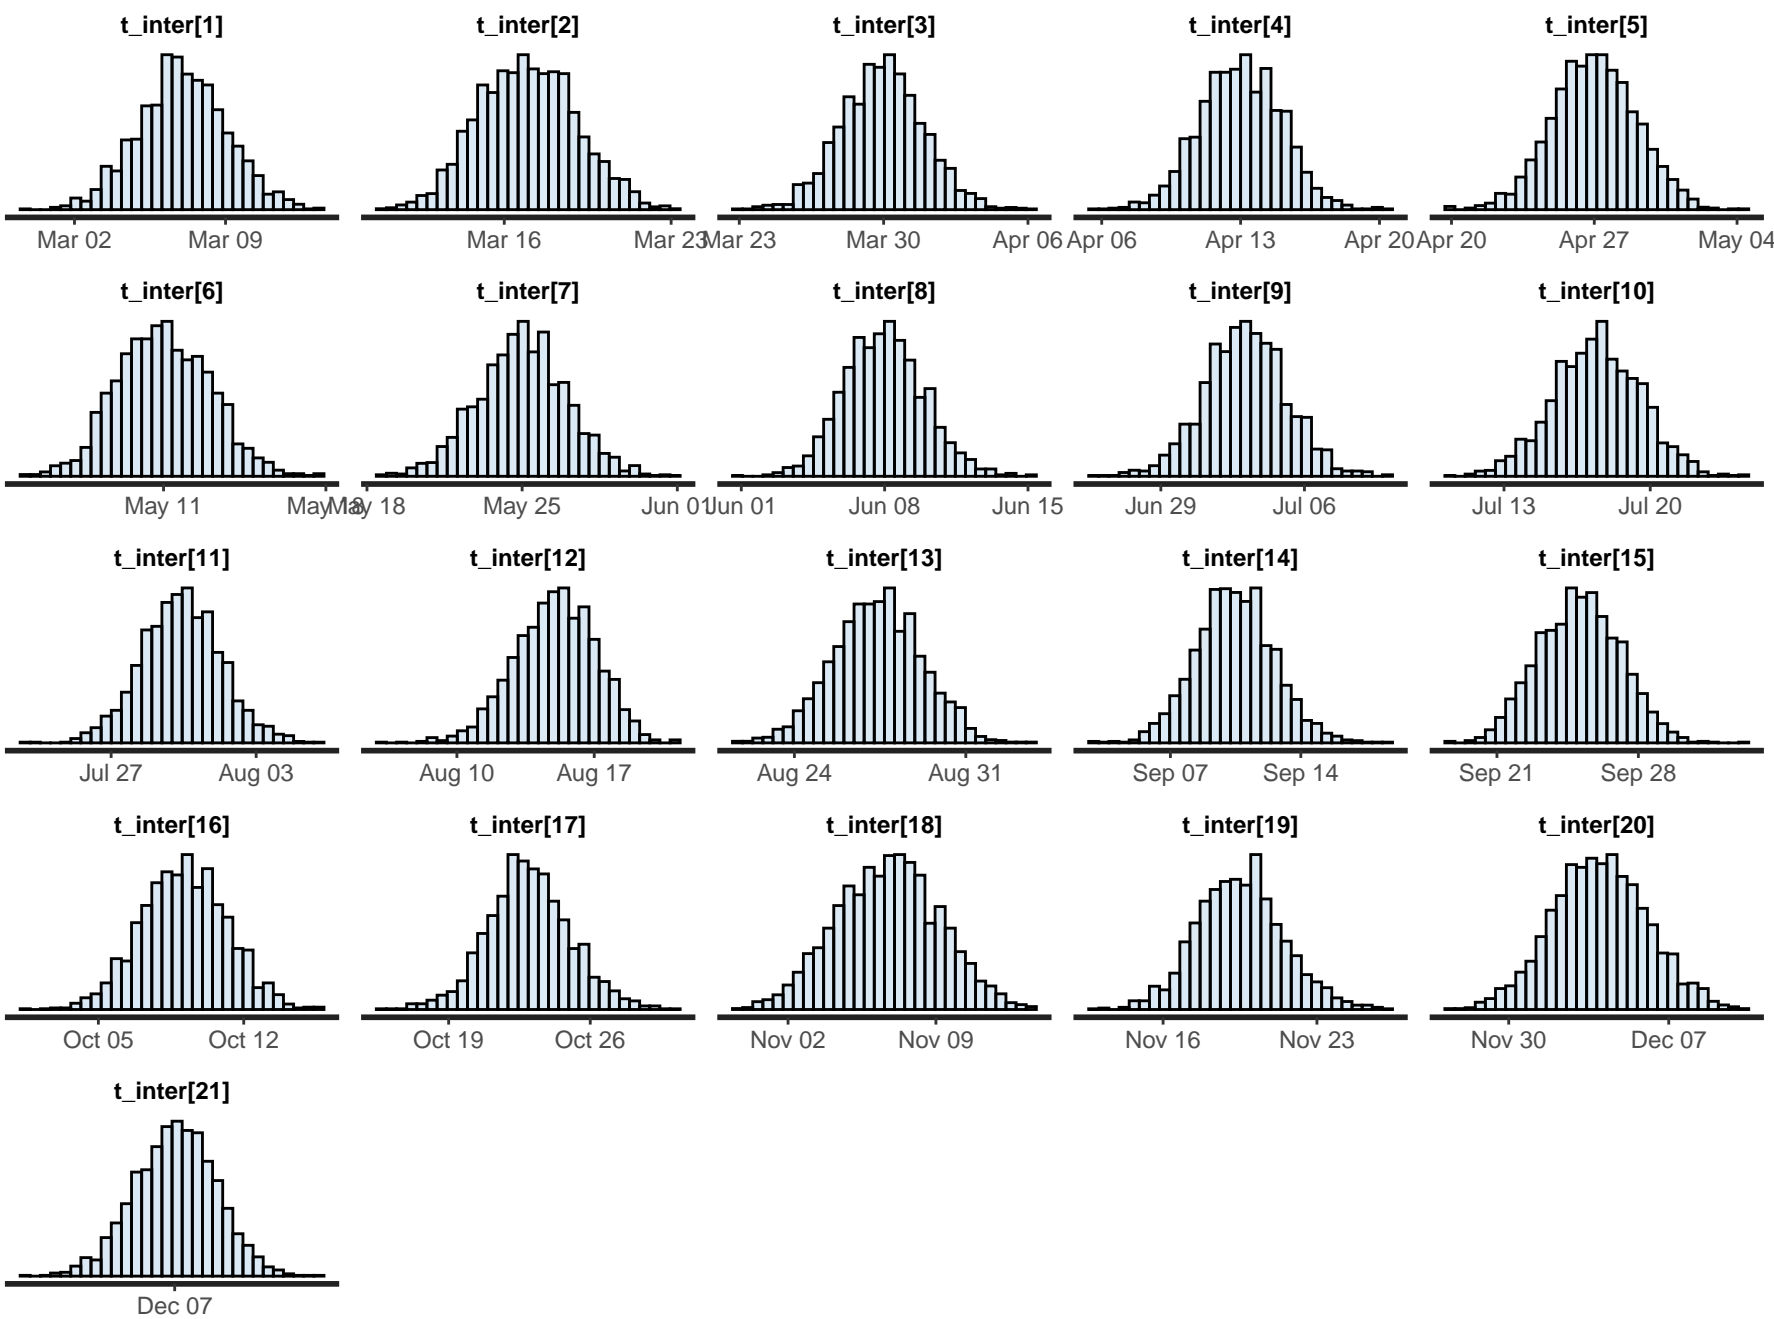 t_inter[1] t_inter[2] t_inter[3] t_inter[4] t_inter[5]
Mar 02 Mar 09 Mar 16 Mar 23 Mar 23 Mar 30 Apr 06 Apr 06 Apr 13 Apr 20 Apr 20 Apr 27 May 04
t_inter[6] t_inter[7] t_inter[8] t_inter[9] t_inter[10]
May 11 May 18 May 18 May 25 Jun 01 Jun 01 Jun 08 Jun 15 Jun 29 Jul 06 Jul 13 Jul 20
t_inter[11] t_inter[12] t_inter[13] t_inter[14] t_inter[15]
Jul 27 Aug 03 Aug 10 Aug 17 Aug 24 Aug 31 Sep 07 Sep 14 Sep 21 Sep 28
t_inter[16] t_inter[17] t_inter[18] t_inter[19] t_inter[20]
Oct 05 Oct 12 Oct 19 Oct 26 Nov 02 Nov 09 Nov 16 Nov 23 Nov 30 Dec 07
t_inter[21]
Dec 07